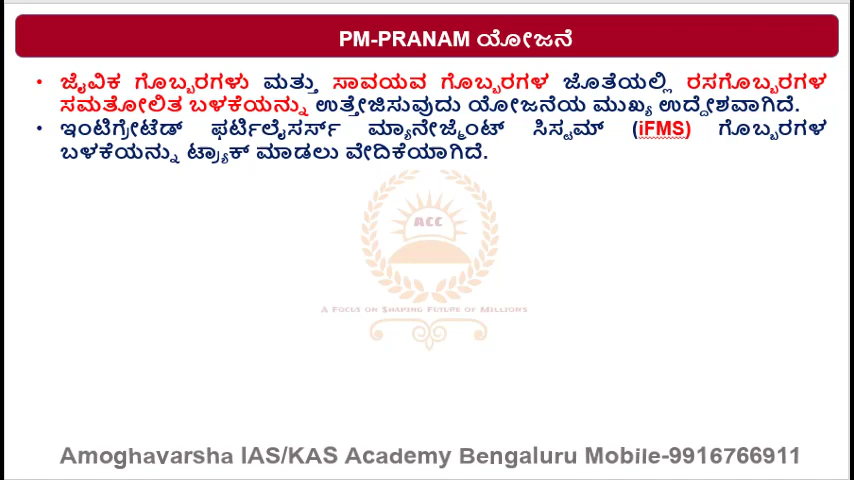 PM-PRANAM ಯೋಜನೆ
• ಜೈವಿಕ ಗೊಬ್ಬರಗಳು ಮತ್ತು ಸಾವಯವ ಗೊಬ್ಬರಗಳ ಜೊತೆಯಲ್ಲಿ ರಸಗೊಬ್ಬರಗಳ
ಸಮತೋಲಿತ ಬಳಕೆಯನ್ನು ಉತ್ತೇಜಿಸುವುದು ಯೋಜನೆಯ ಮುಖ್ಯ ಉದ್ದೇಶವಾಗಿದೆ.
• ಇಂಟಿಗ್ರೇಟೆಡ್ ಫರ್ಟಿಲೈಸರ್ಸ್ ಮ್ಯಾನೇಜ್ಮೆಂಟ್ ಸಿಸ್ಟಮ್ (iFMS) ಗೊಬ್ಬರಗಳ
ಬಳಕೆಯನ್ನು ಟ್ರ್ಯಾಕ್ ಮಾಡಲು ವೇದಿಕೆಯಾಗಿದೆ.
ACC
A Focus on Shaping Future of Millions
Amoghavarsha IAS/KAS Academy Bengaluru Mobile-9916766911